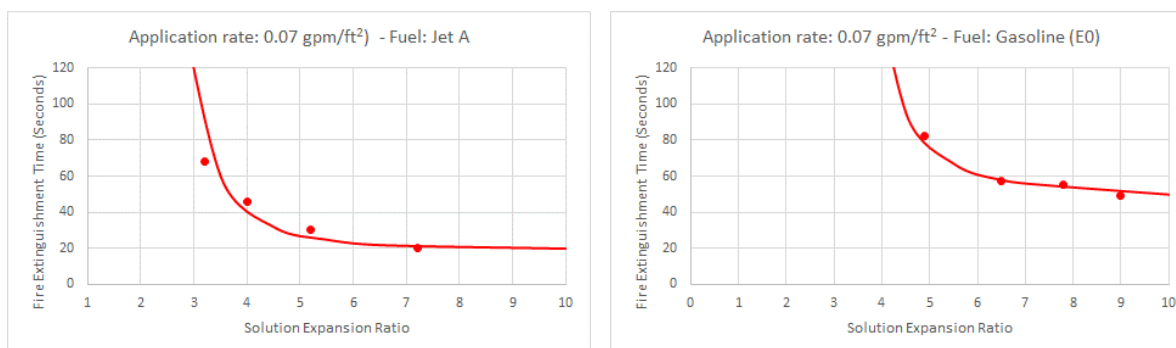 Application rate: 0.07 gpm/ft²) - Fuel: Jet A
Fire Extinguishment Time (Seconds)
120
100
80
60
40
20
0
1 2 3 4 5 6 7 8 9 10
Solution Expansion Ratio
Application rate: 0.07 gpm/ft² - Fuel: Gasoline (E0)
Fire Extinguishment Time (Seconds)
120
100
80
60
40
20
0
0 1 2 3 4 5 6 7 8 9 10
Solution Expansion Ratio